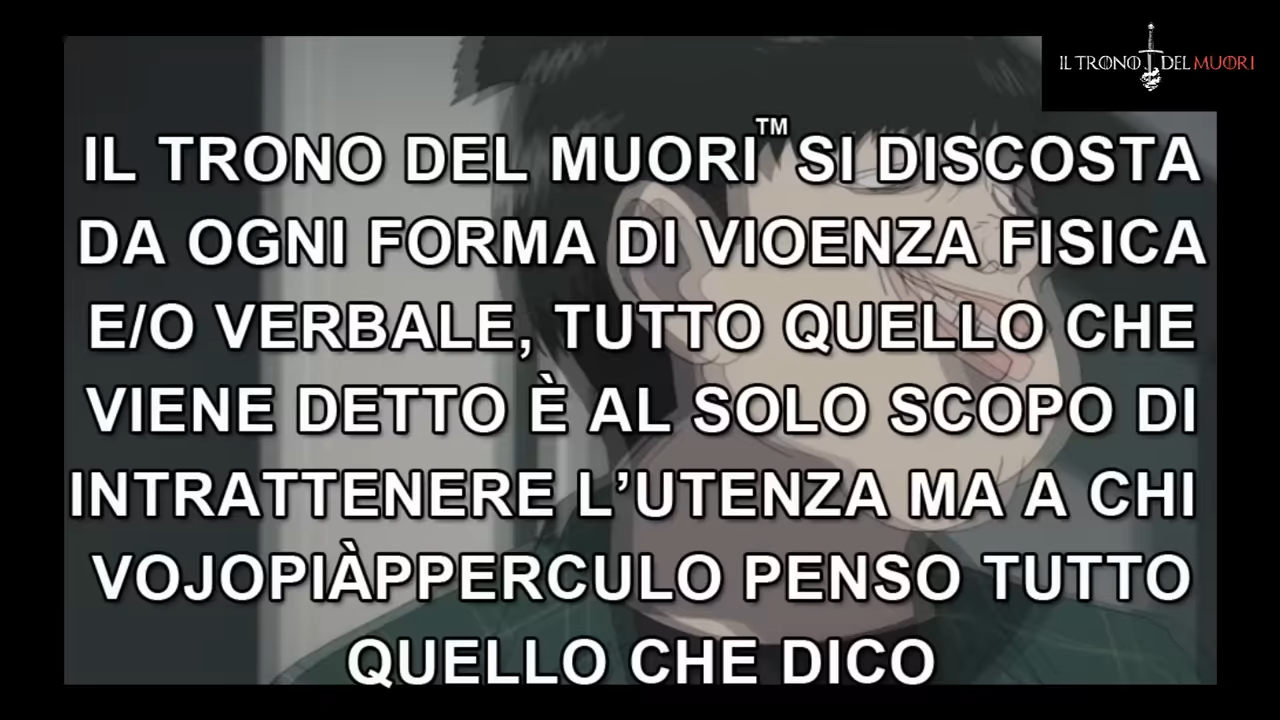 IL TRONO DEL MUORI
IL TRONO DEL MUORI™ SI DISCOSTA
DA OGNI FORMA DI VIOENZA FISICA
E/O VERBALE, TUTTO QUELLO CHE
VIENE DETTO È AL SOLO SCOPO DI
INTRATTENERE L’UTENZA MA A CHI
VOJOPIÀPPERCULO PENSO TUTTO
QUELLO CHE DICO